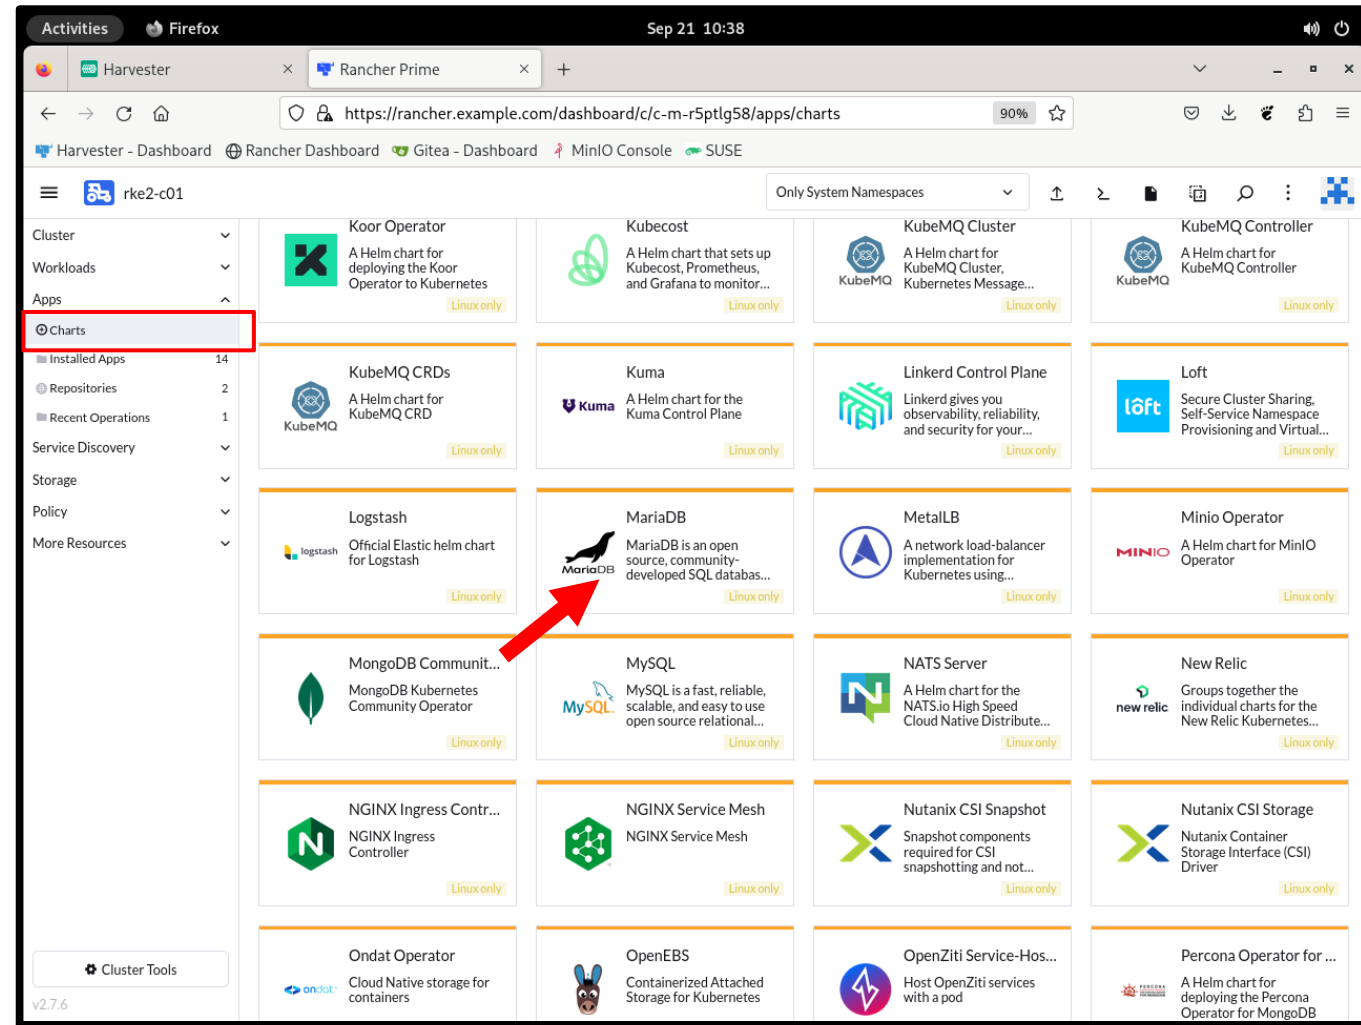 Activities
Firefox
Sep 21 10:38
Harvester
Rancher Prime
https://rancher.example.com/dashboard/c/c-m-r5ptlg58/apps/charts
90%
Harvester - Dashboard
Rancher Dashboard
Gitea - Dashboard
MinIO Console
SUSE
rke2-c01
Only System Namespaces
Cluster
Workloads
Apps
Charts
Installed Apps 14
Repositories 2
Recent Operations 1
Service Discovery
Storage
Policy
More Resources
Cluster Tools
v2.7.6
Koor Operator
A Helm chart for
deploying the Koor
Operator to Kubernetes
Linux only
Kubecost
A Helm chart that sets up
Kubecost, Prometheus,
and Grafana to monitor...
Linux only
KubeMQ
KubeMQ Cluster
A Helm chart for
KubeMQ Cluster,
Kubernetes Message...
Linux only
KubeMQ
KubeMQ Controller
A Helm chart for
KubeMQ Controller
Linux only
KubeMQ
KubeMQ CRDs
A Helm chart for
KubeMQ CRD
Linux only
Kuma
Kuma
A Helm chart for the
Kuma Control Plane
Linux only
Linkerd Control Plane
Linkerd gives you
observability, reliability,
and security for your...
Linux only
lôft
Loft
Secure Cluster Sharing,
Self-Service Namespace
Provisioning and Virtual...
Linux only
logstash
Logstash
Official Elastic helm chart
for Logstash
Linux only
MariaDB
MariaDB
MariaDB is an open
source, community-
developed SQL databas...
Linux only
MetalLB
A network load-balancer
implementation for
Kubernetes using...
Linux only
MINIO
Minio Operator
A Helm chart for MinIO
Operator
Linux only
MongoDB Communit...
MongoDB Kubernetes
Community Operator
Linux only
MySQL
MySQL
MySQL is a fast, reliable,
scalable, and easy to use
open source relational...
Linux only
N
NATS Server
A Helm chart for the
NATS.io High Speed
Cloud Native Distribute...
Linux only
new relic
New Relic
Groups together the
individual charts for the
New Relic Kubernetes...
Linux only
N
NGINX Ingress Contr...
NGINX Ingress
Controller
Linux only
NGINX Service Mesh
NGINX Service Mesh
Linux only
Nutanix CSI Snapshot
Snapshot components
required for CSI
snapshotting and not...
Linux only
Nutanix CSI Storage
Nutanix Container
Storage Interface (CSI)
Driver
Linux only
ondat
Ondat Operator
Cloud Native storage for
containers
OpenEBS
Containerized Attached
Storage for Kubernetes
OpenZiti Service-Hos...
Host OpenZiti services
with a pod
PERCONA
Percona Operator for ...
A Helm chart for
deploying the Percona
Operator for MongoDB